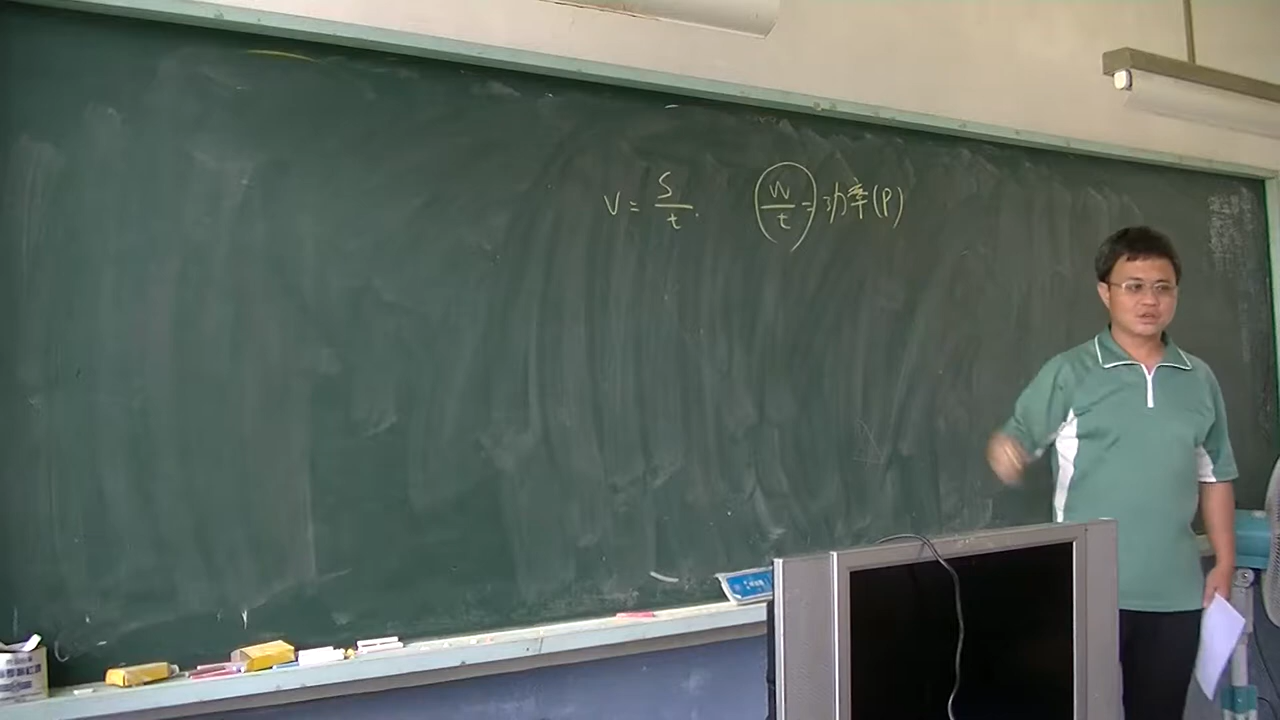 V = S/t. W/t = 功率(P)